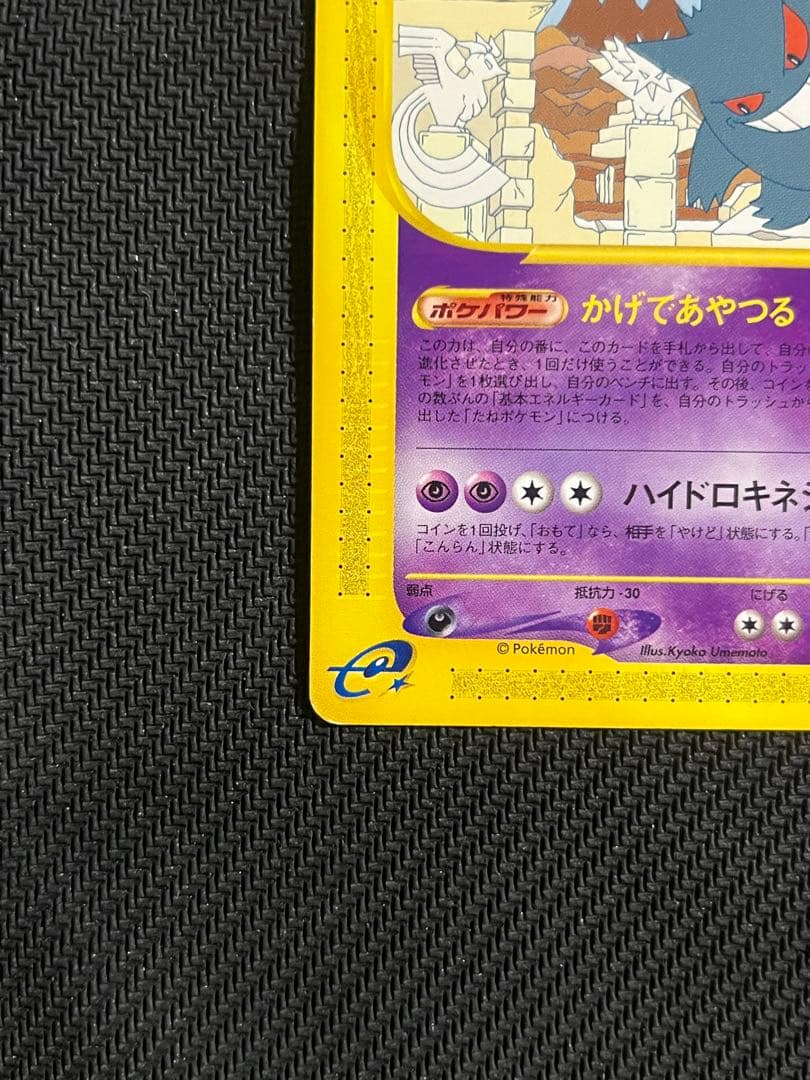 特殊能力
ポケパワー かげであやつる
この力は、自分の番に、このカードを手札から出して、自分
進化させたとき、1回だけ使うことができる。自分のトラッ
モン」を1枚選び出し、自分のベンチに出す。その後、コイン
の数ぶんの「基本エネルギーカード」を、自分のトラッシュから
出した「たねポケモン」につける。
ハイドロキネシ
コインを1回投げ、「おもて」なら、相手を「やけど」状態にする。「
「こんらん」状態にする。
弱点 抵抗力 -30 にげる
© Pokémon Illus.Kyoko Umemoto
e